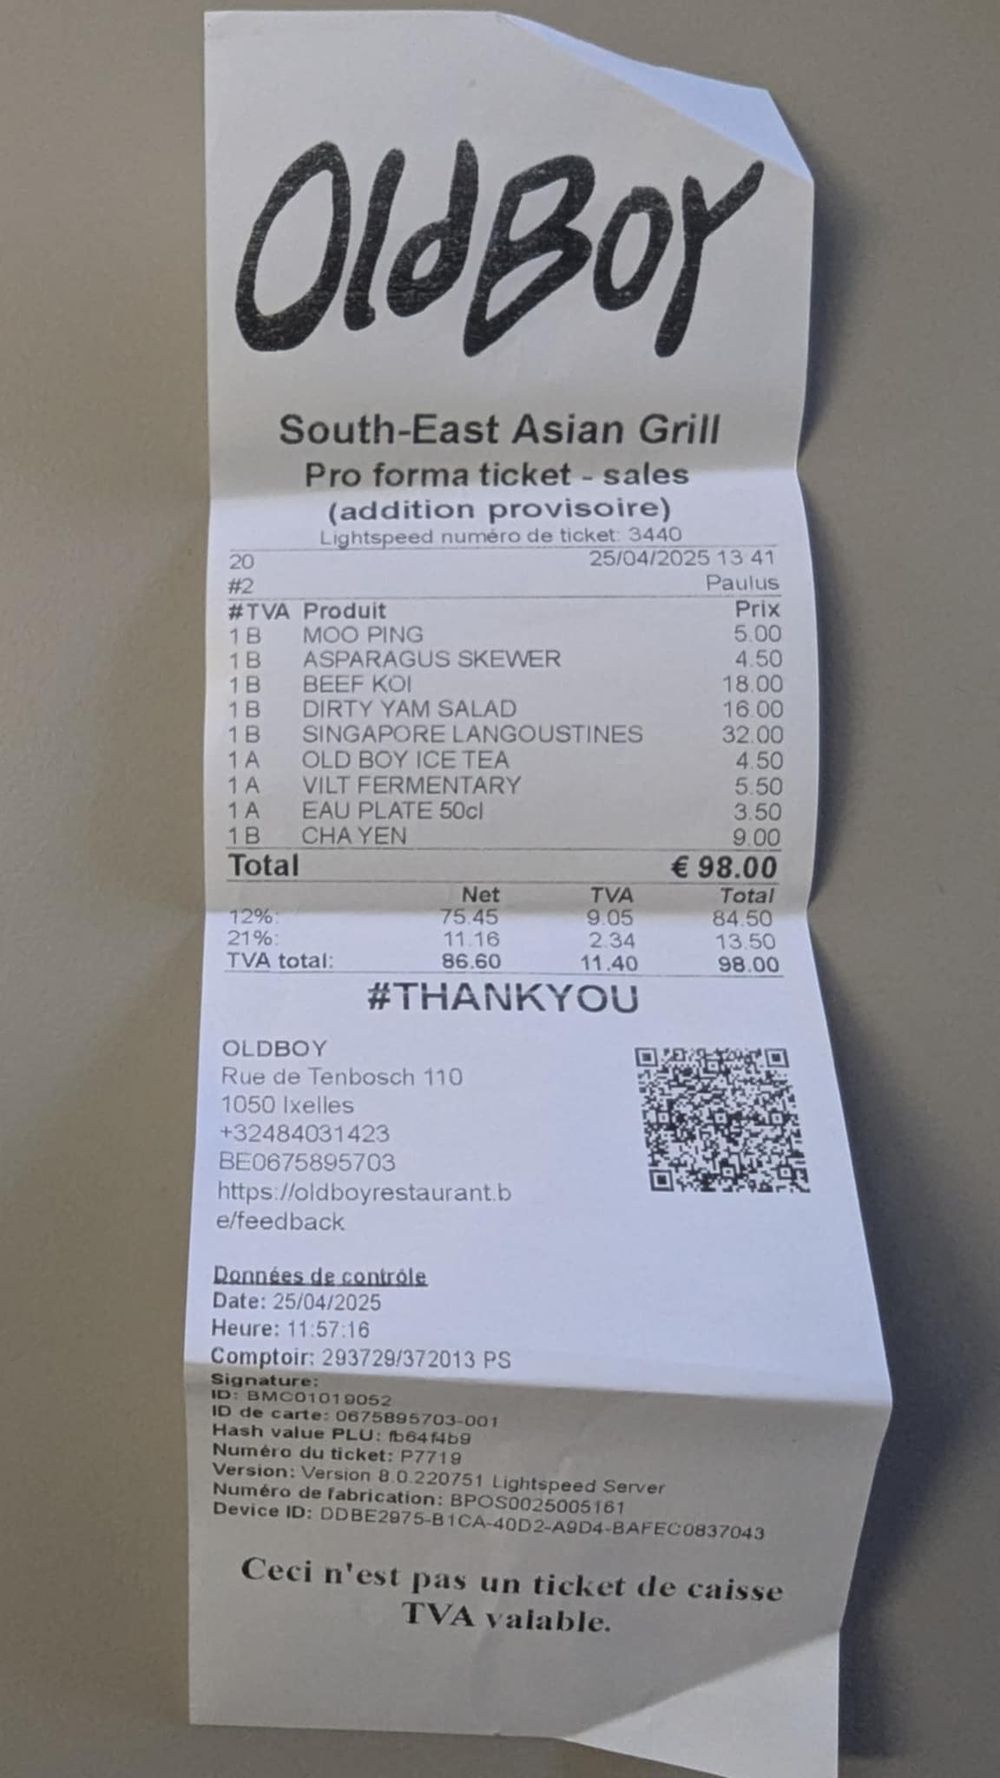 OldBoy
South-East Asian Grill
Pro forma ticket - sales
(addition provisoire)
Lightspeed numéro de ticket: 3440
20 25/04/2025 13 41
#2 Paulus
#TVA Produit Prix
1 B MOO PING 5.00
1 B ASPARAGUS SKEWER 4.50
1 B BEEF KOI 18.00
1 B DIRTY YAM SALAD 16.00
1 B SINGAPORE LANGOUSTINES 32.00
1 A OLD BOY ICE TEA 4.50
1 A VILT FERMENTARY 5.50
1 A EAU PLATE 50cl 3.50
1 B CHA YEN 9.00
Total € 98.00
Net TVA Total
12%: 75.45 9.05 84.50
21%: 11.16 2.34 13.50
TVA total: 86.60 11.40 98.00
#THANKYOU
OLDBOY
Rue de Tenbosch 110
1050 Ixelles
+32484031423
BE0675895703
https://oldboyrestaurant.b
e/feedback
Données de contrôle
Date: 25/04/2025
Heure: 11:57:16
Comptoir: 293729/372013 PS
Signature:
ID: BMC01019052
ID de carte: 0675895703-001
Hash value PLU: fb64f4b9
Numéro du ticket: P7719
Version: Version 8.0.220751 Lightspeed Server
Numéro de fabrication: BPOS0025005161
Device ID: DDBE2975-B1CA-40D2-A9D4-BAFEC0837043
Ceci n'est pas un ticket de caisse
TVA valable.